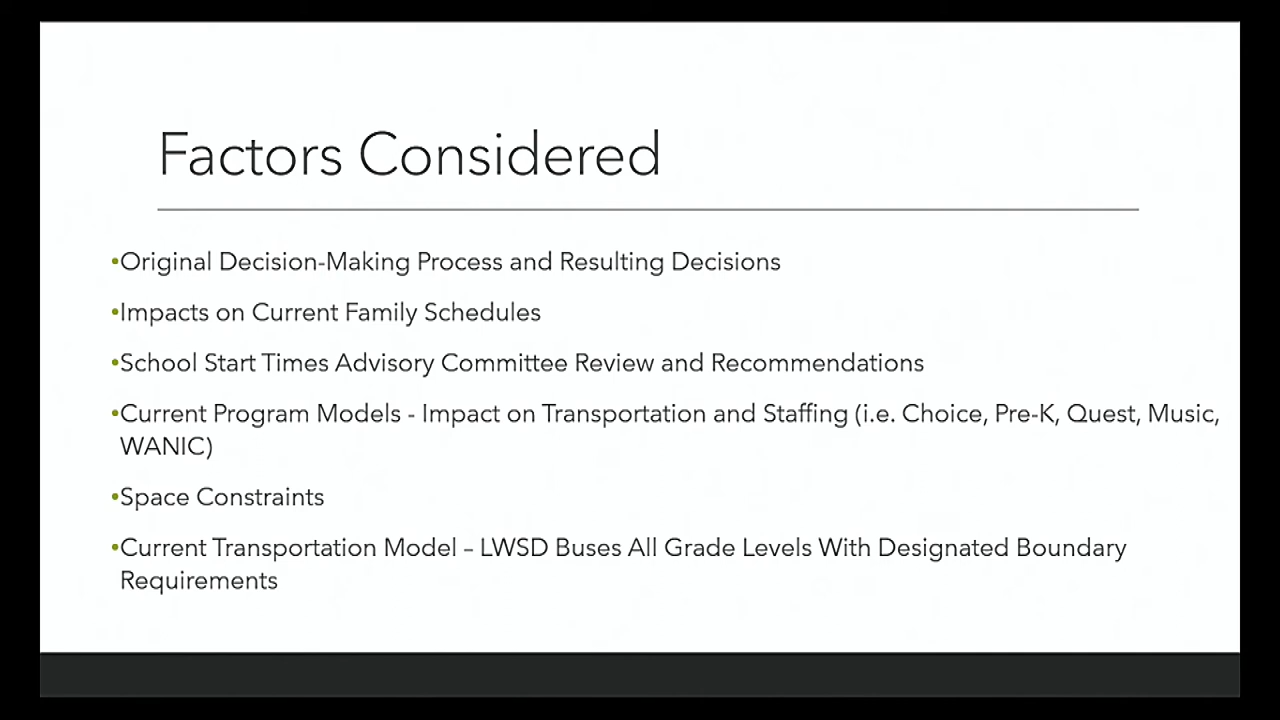 Factors Considered
•Original Decision-Making Process and Resulting Decisions
•Impacts on Current Family Schedules
•School Start Times Advisory Committee Review and Recommendations
•Current Program Models - Impact on Transportation and Staffing (i.e. Choice, Pre-K, Quest, Music,
WANIC)
•Space Constraints
•Current Transportation Model – LWSD Buses All Grade Levels With Designated Boundary
Requirements